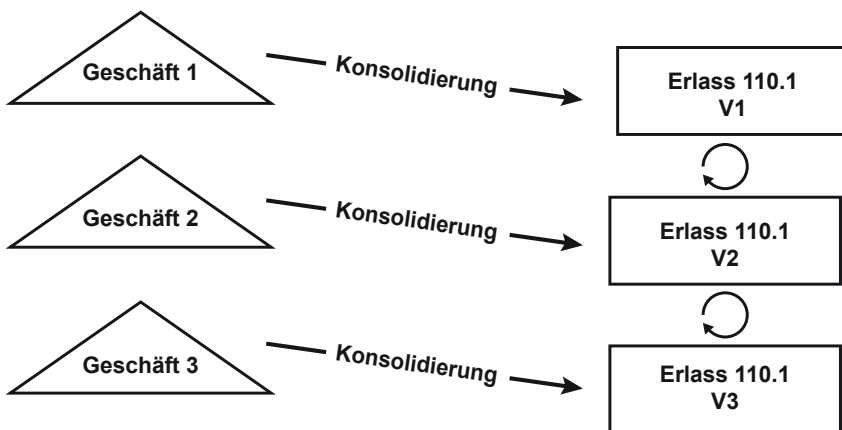 Geschäft 1
Konsolidierung
Erlass 110.1
V1
Geschäft 2
Konsolidierung
Erlass 110.1
V2
Geschäft 3
Konsolidierung
Erlass 110.1
V3